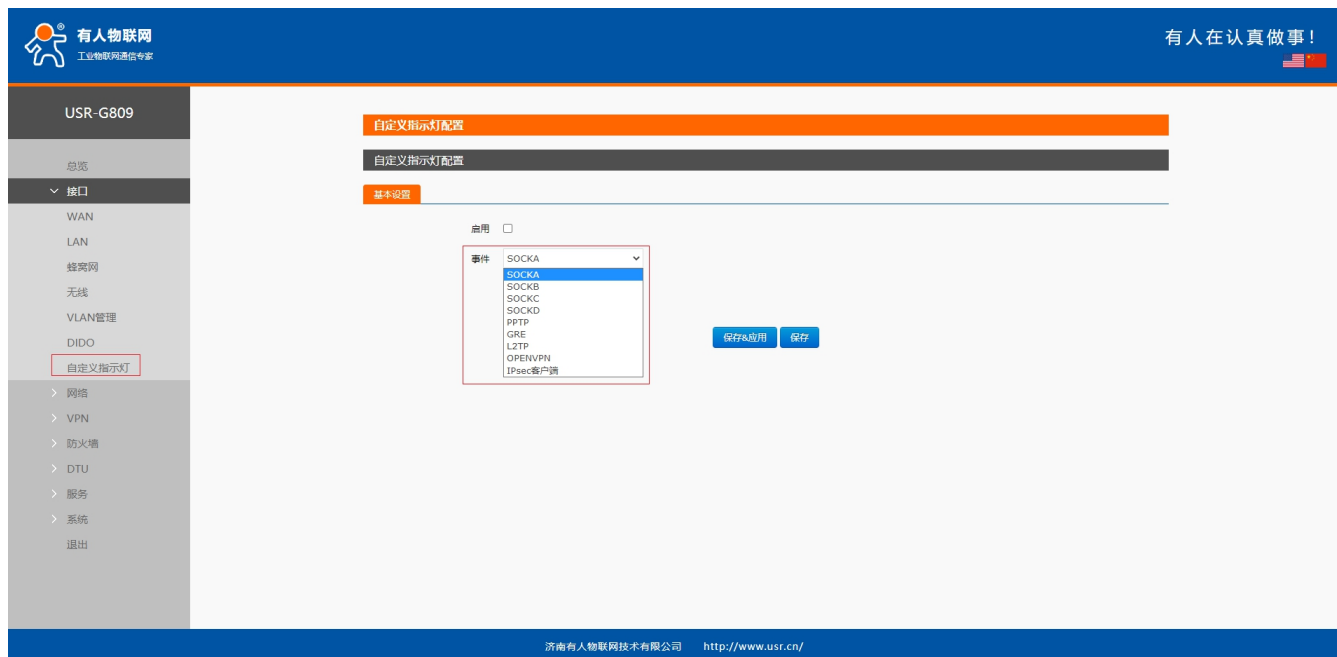 有人物联网
工业物联网通信专家
有人在认真做事!
USR-G809
总览
接口
WAN
LAN
蜂窝网
无线
VLAN管理
DIDO
自定义指示灯
网络
VPN
防火墙
DTU
服务
系统
退出
自定义指示灯配置
自定义指示灯配置
基本设置
启用
事件 SOCKA
SOCKA
SOCKB
SOCKC
SOCKD
PPTP
GRE
L2TP
OPENVPN
IPsec客户端
保存&应用 保存
济南有人物联网技术有限公司 http://www.usr.cn/